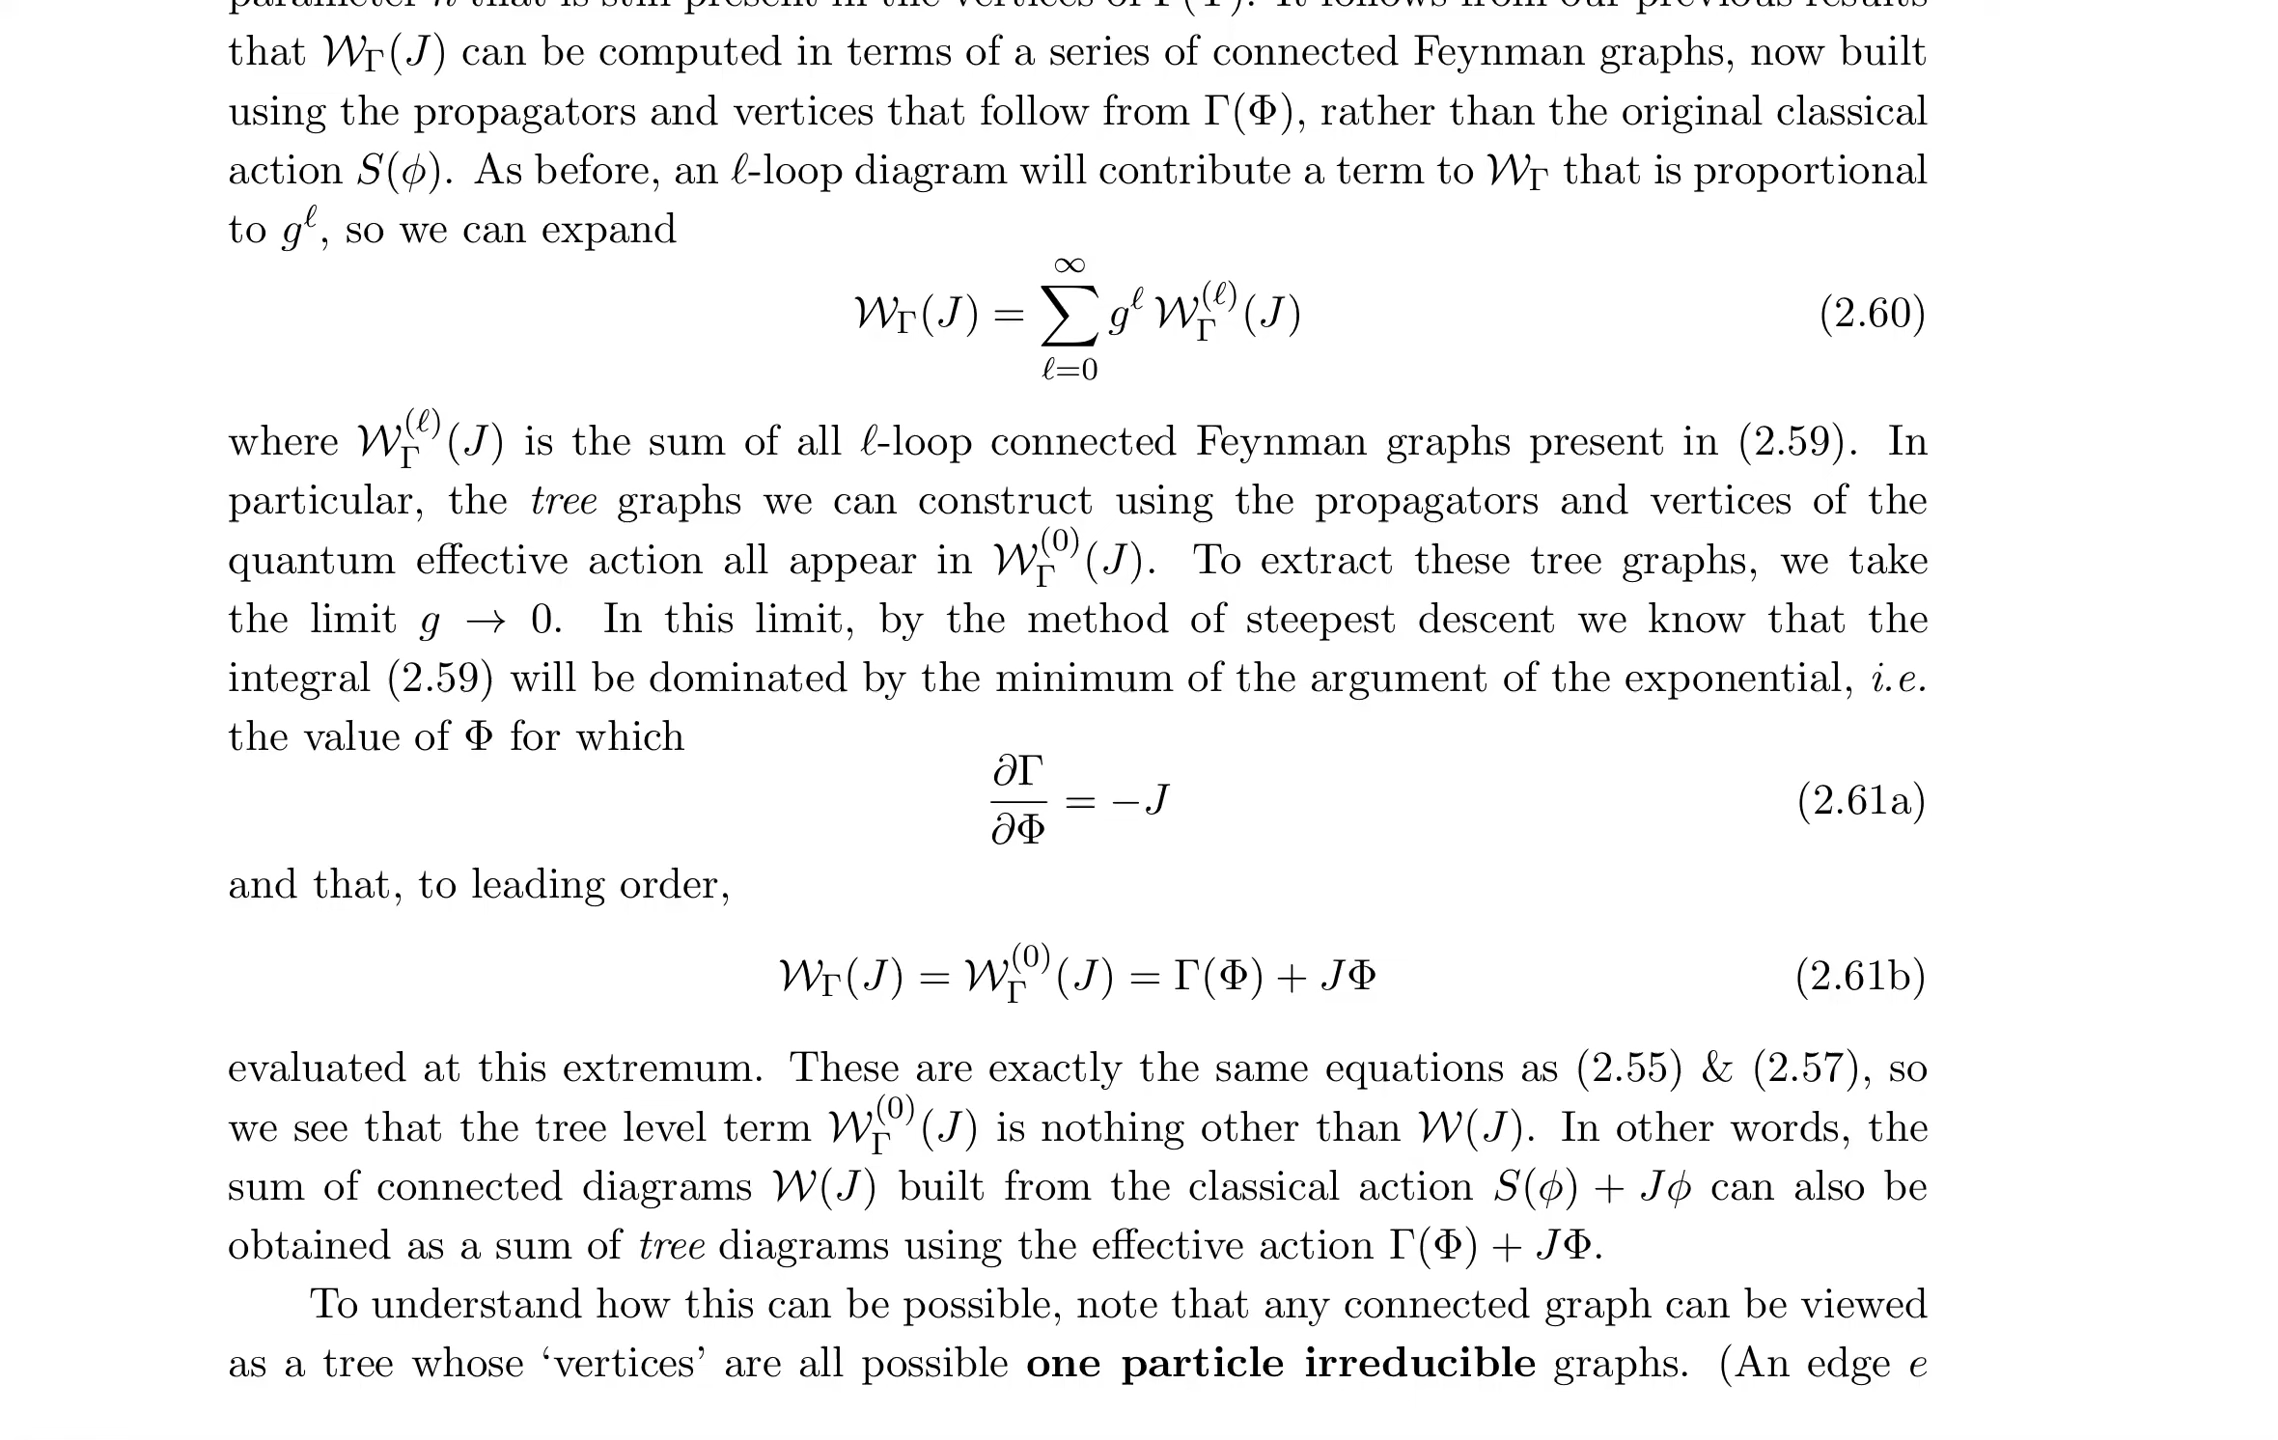 that 𝒲Γ(J) can be computed in terms of a series of connected Feynman graphs, now built
using the propagators and vertices that follow from Γ(Φ), rather than the original classical
action S(ϕ). As before, an ℓ-loop diagram will contribute a term to 𝒲Γ that is proportional
to g^ℓ, so we can expand
𝒲Γ(J) = ∑_{ℓ=0}^{∞} g^ℓ 𝒲Γ^{(ℓ)}(J) (2.60)
where 𝒲Γ^{(ℓ)}(J) is the sum of all ℓ-loop connected Feynman graphs present in (2.59). In
particular, the tree graphs we can construct using the propagators and vertices of the
quantum effective action all appear in 𝒲Γ^{(0)}(J). To extract these tree graphs, we take
the limit g → 0. In this limit, by the method of steepest descent we know that the
integral (2.59) will be dominated by the minimum of the argument of the exponential, i.e.
the value of Φ for which
∂Γ/∂Φ = −J (2.61a)
and that, to leading order,
𝒲Γ(J) = 𝒲Γ^{(0)}(J) = Γ(Φ) + JΦ (2.61b)
evaluated at this extremum. These are exactly the same equations as (2.55) & (2.57), so
we see that the tree level term 𝒲Γ^{(0)}(J) is nothing other than 𝒲(J). In other words, the
sum of connected diagrams 𝒲(J) built from the classical action S(ϕ) + Jϕ can also be
obtained as a sum of tree diagrams using the effective action Γ(Φ) + JΦ.
To understand how this can be possible, note that any connected graph can be viewed
as a tree whose ‘vertices’ are all possible one particle irreducible graphs. (An edge e